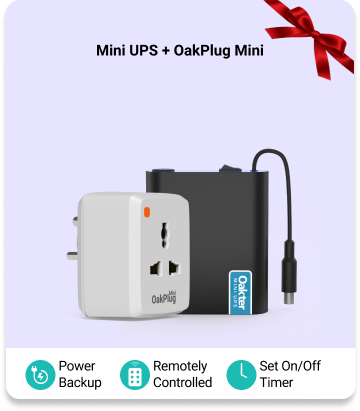 Mini UPS + OakPlug Mini
Mini
OakPlug
Oakter
MINI UPS
Power
Backup
Remotely
Controlled
Set On/Off
Timer